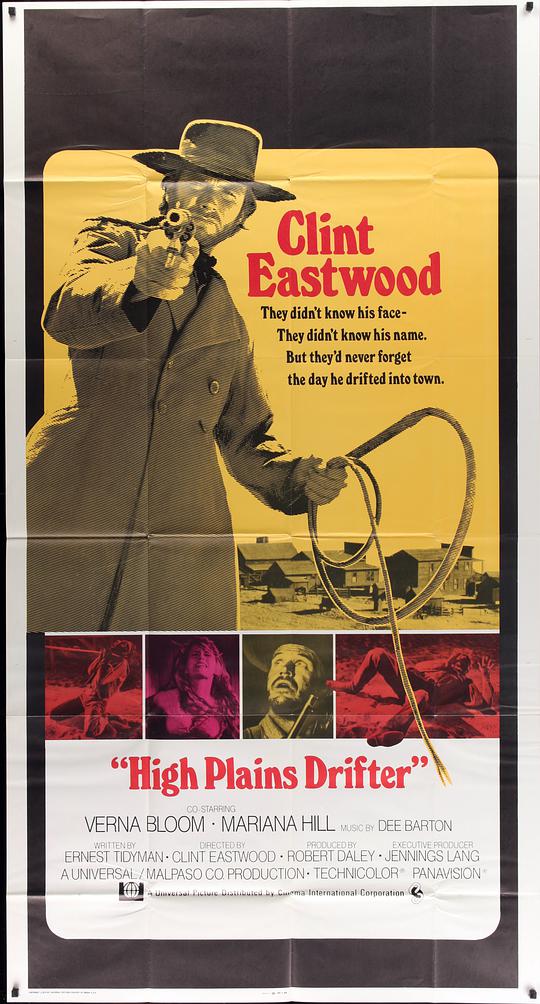 Clint
Eastwood
They didn't know his face-
They didn't know his name.
But they'd never forget
the day he drifted into town.
"High Plains Drifter"
CO-STARRING
VERNA BLOOM · MARIANA HILL MUSIC BY DEE BARTON
WRITTEN BY DIRECTED BY PRODUCED BY EXECUTIVE PRODUCER
ERNEST TIDYMAN · CLINT EASTWOOD · ROBERT DALEY · JENNINGS LANG
A UNIVERSAL/MALPASO CO. PRODUCTION · TECHNICOLOR® PANAVISION®
A Universal Picture Distributed by Cinema International Corporation